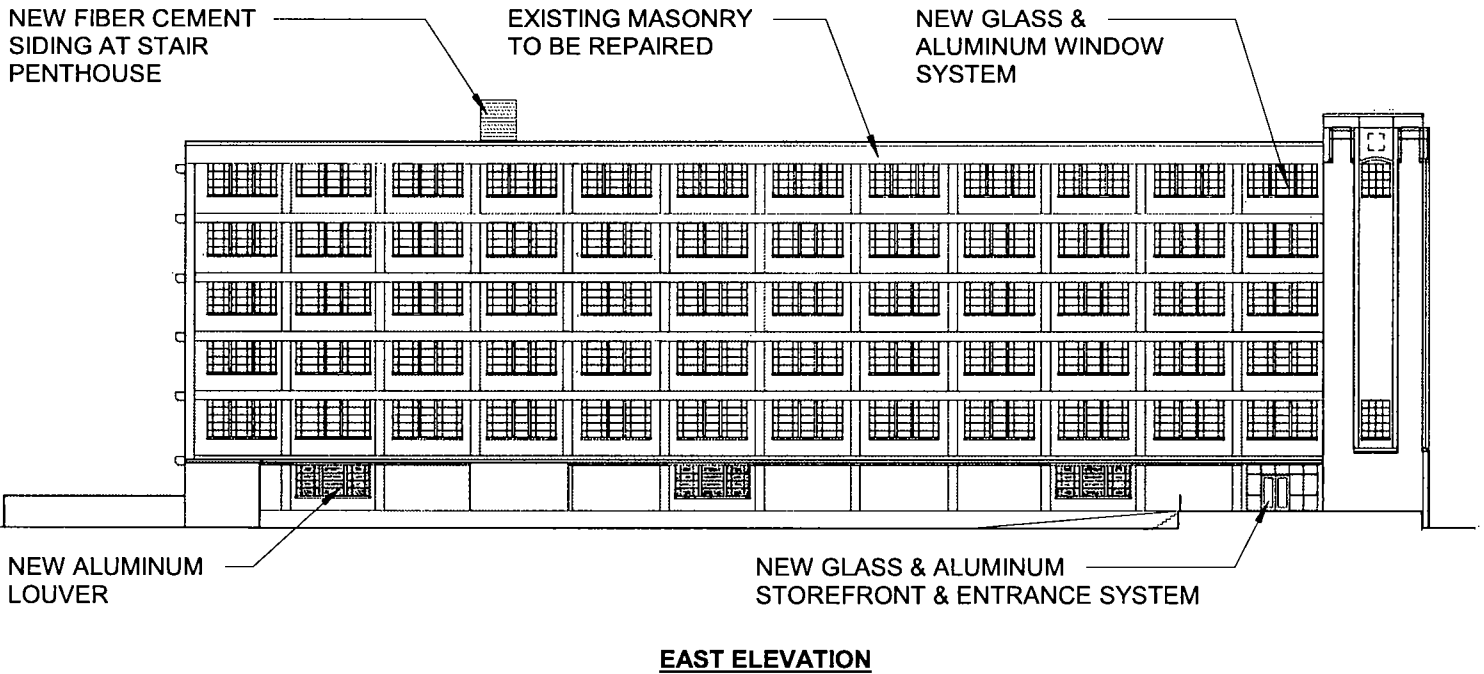 NEW FIBER CEMENT
SIDING AT STAIR
PENTHOUSE
EXISTING MASONRY
TO BE REPAIRED
NEW GLASS &
ALUMINUM WINDOW
SYSTEM
NEW ALUMINUM
LOUVER
NEW GLASS & ALUMINUM
STOREFRONT & ENTRANCE SYSTEM
EAST ELEVATION